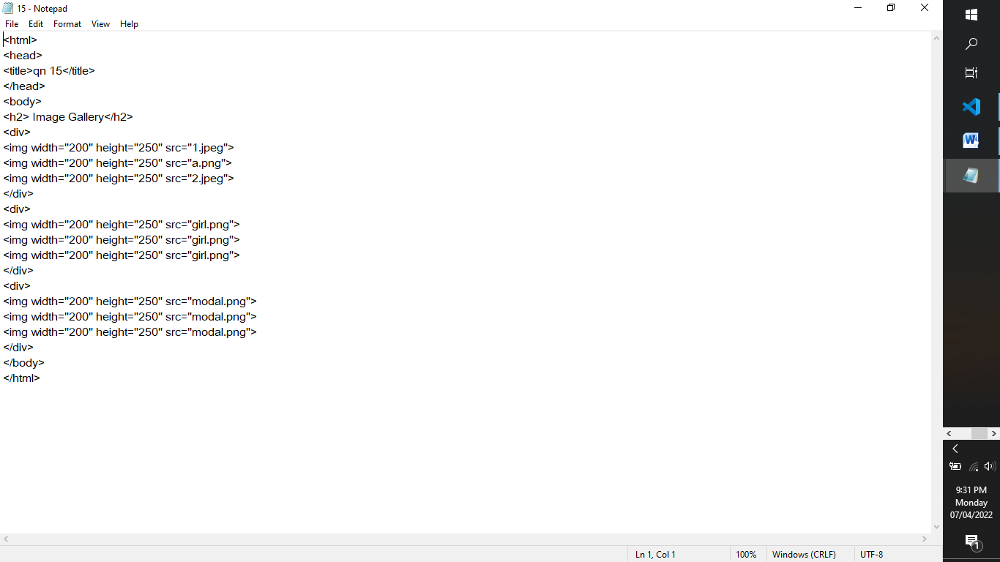 15 - Notepad
File Edit Format View Help
<html>
<head>
<title>qn 15</title>
</head>
<body>
<h2> Image Gallery</h2>
<div>
<img width="200" height="250" src="1.jpeg">
<img width="200" height="250" src="a.png">
<img width="200" height="250" src="2.jpeg">
</div>
<div>
<img width="200" height="250" src="girl.png">
<img width="200" height="250" src="girl.png">
<img width="200" height="250" src="girl.png">
</div>
<div>
<img width="200" height="250" src="modal.png">
<img width="200" height="250" src="modal.png">
<img width="200" height="250" src="modal.png">
</div>
</body>
</html>
Ln 1, Col 1 100% Windows (CRLF) UTF-8
W
9:31 PM
Monday
07/04/2022
1